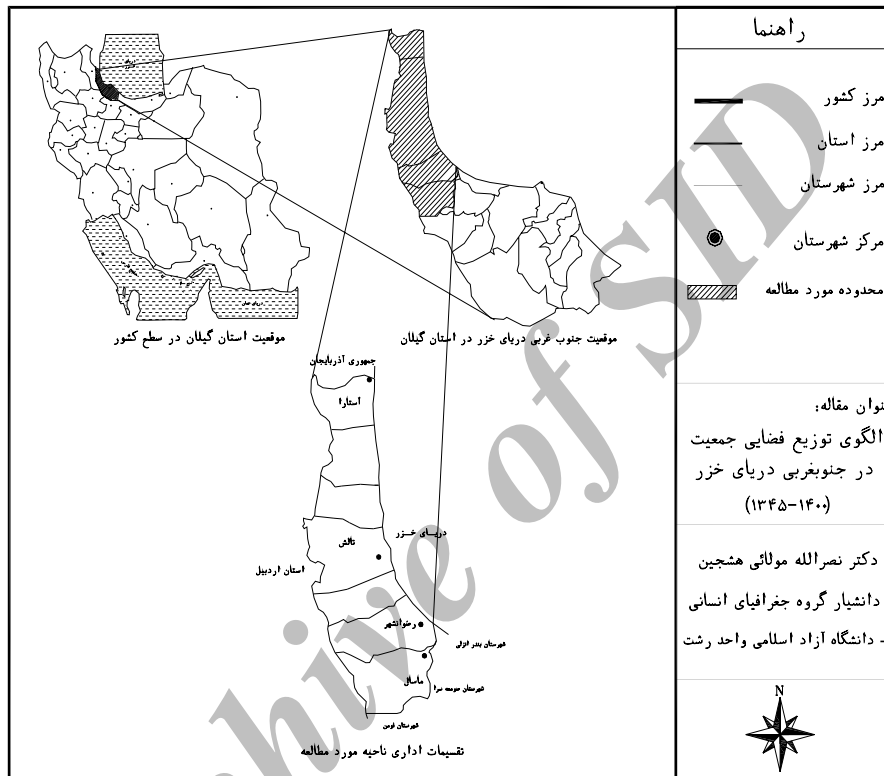 راهنما
مرز کشور
مرز استان
مرز شهرستان
مرکز شهرستان
محدوده مورد مطالعه
موقعیت استان گیلان در سطح کشور
موقعیت جنوب غربی دریای خزر در استان گیلان
جمهوری آذربایجان
آستارا
دریــای خــزر
تالش
استان اردبیل
رضوانشهر
شهرستان بندر انزلی
ماسال
شهرستان صومعه سرا
شهرستان فومن
تقسیمات اداری ناحیه مورد مطالعه
نوان مقاله:
الگوی توزیع فضایی جمعیت
در جنوبغربی دریای خزر
(۱۳۴۵-۱۴۰۰)
دکتر نصرالله مولائی هشجین
دانشیار گروه جغرافیای انسانی
- دانشگاه آزاد اسلامی واحد رشت
N
chive of SID